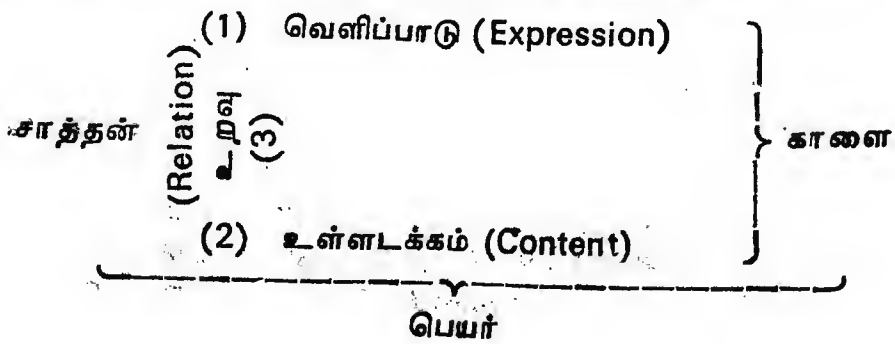 (1) வெளிப்பாடு (Expression)
சாத்தன்
(Relation)
உறவு
(3)
காளை
(2) உள்ளடக்கம் (Content)
பெயர்